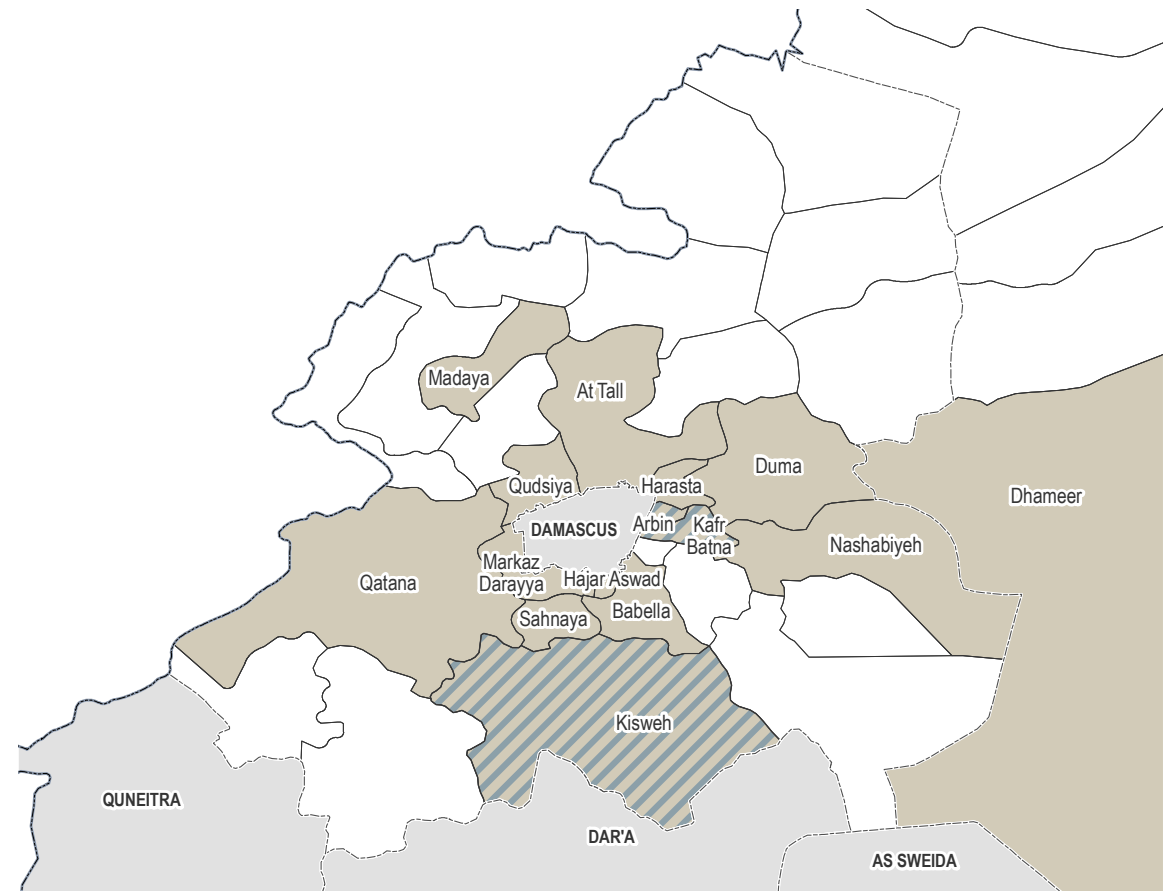 Madaya
At Tall
Duma
Qudsiya
Harasta
Dhameer
DAMASCUS
Arbin
Kafr
Batna
Nashabiyeh
Markaz
Darayya
Hajar Aswad
Qatana
Babella
Sahnaya
Kisweh
QUNEITRA
DAR'A
AS SWEIDA